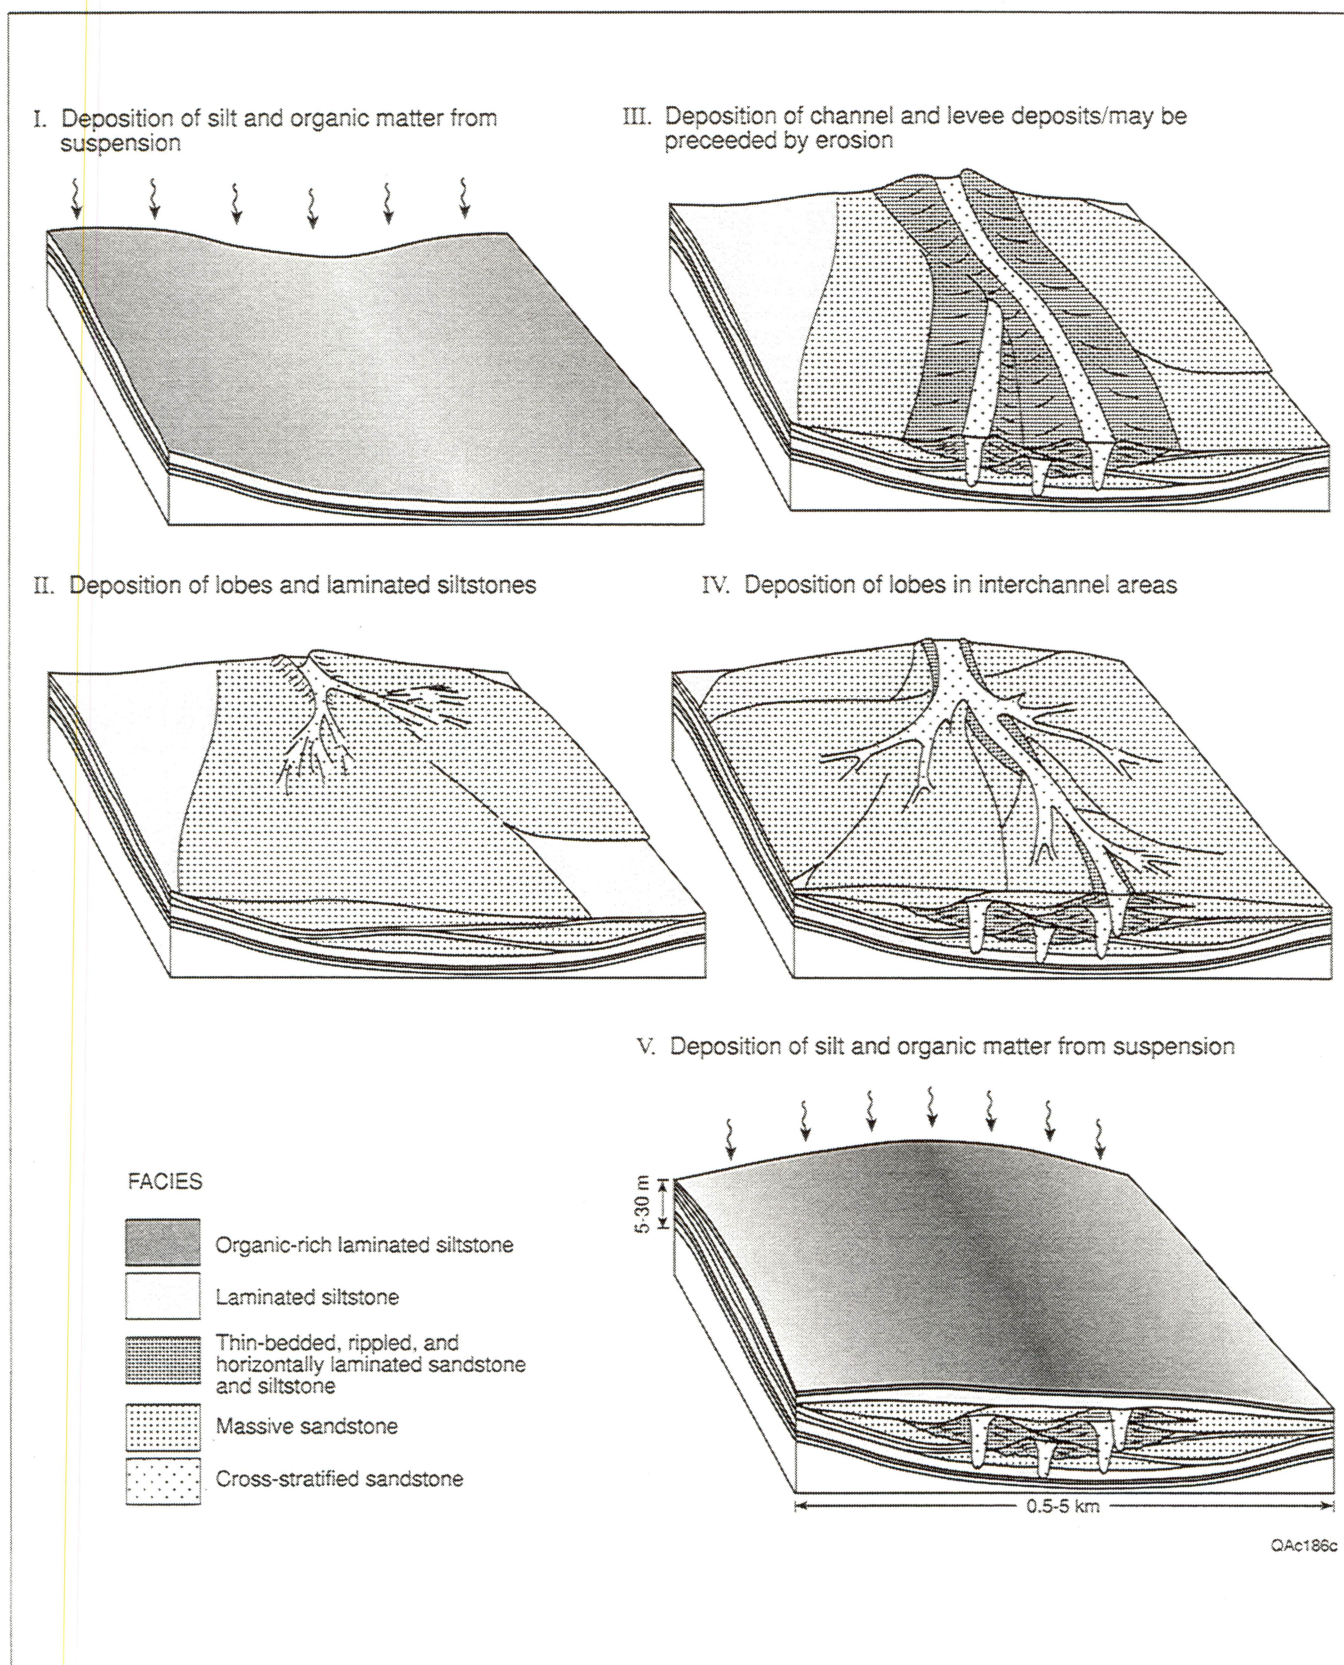 I. Deposition of silt and organic matter from
suspension
III. Deposition of channel and levee deposits/may be
preceeded by erosion
II. Deposition of lobes and laminated siltstones
IV. Deposition of lobes in interchannel areas
V. Deposition of silt and organic matter from suspension
5-30 m
FACIES
Organic-rich laminated siltstone
Laminated siltstone
Thin-bedded, rippled, and
horizontally laminated sandstone
and siltstone
Massive sandstone
Cross-stratified sandstone
0.5-5 km
QAc186c